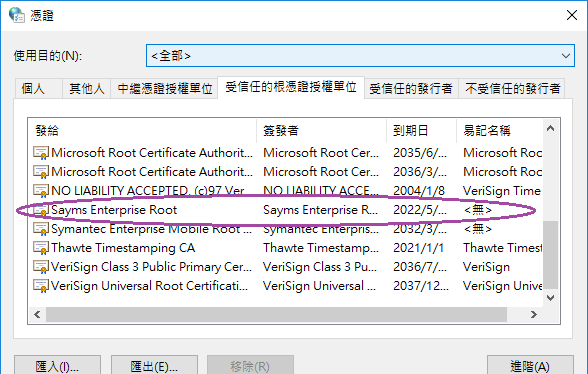 憑證
使用目的(N):
<全部>
個人 其他人 中繼憑證授權單位 受信任的根憑證授權單位 受信任的發行者 不受信任的發行者
發給 簽發者 到期日 易記名稱
Microsoft Root Certificate Authorit... Microsoft Root Ce... 2035/6/... Microsoft Roo
Microsoft Root Certificate Authorit... Microsoft Root Ce... 2036/3/... Microsoft Roo
NO LIABILITY ACCEPTED, (c)97 Ver... NO LIABILITY ACCE... 2004/1/8 VeriSign Time
Sayms Enterprise Root Sayms Enterprise R... 2022/5/... <無>
Symantec Enterprise Mobile Root ... Symantec Enterpri... 2032/3/... <無>
Thawte Timestamping CA Thawte Timestamp... 2021/1/1 Thawte Timest
VeriSign Class 3 Public Primary Cer... VeriSign Class 3 Pu... 2036/7/... VeriSign
VeriSign Universal Root Certificati... VeriSign Universal ... 2037/12... VeriSign Unive
匯入(I)... 匯出(E)... 移除(R) 進階(A)